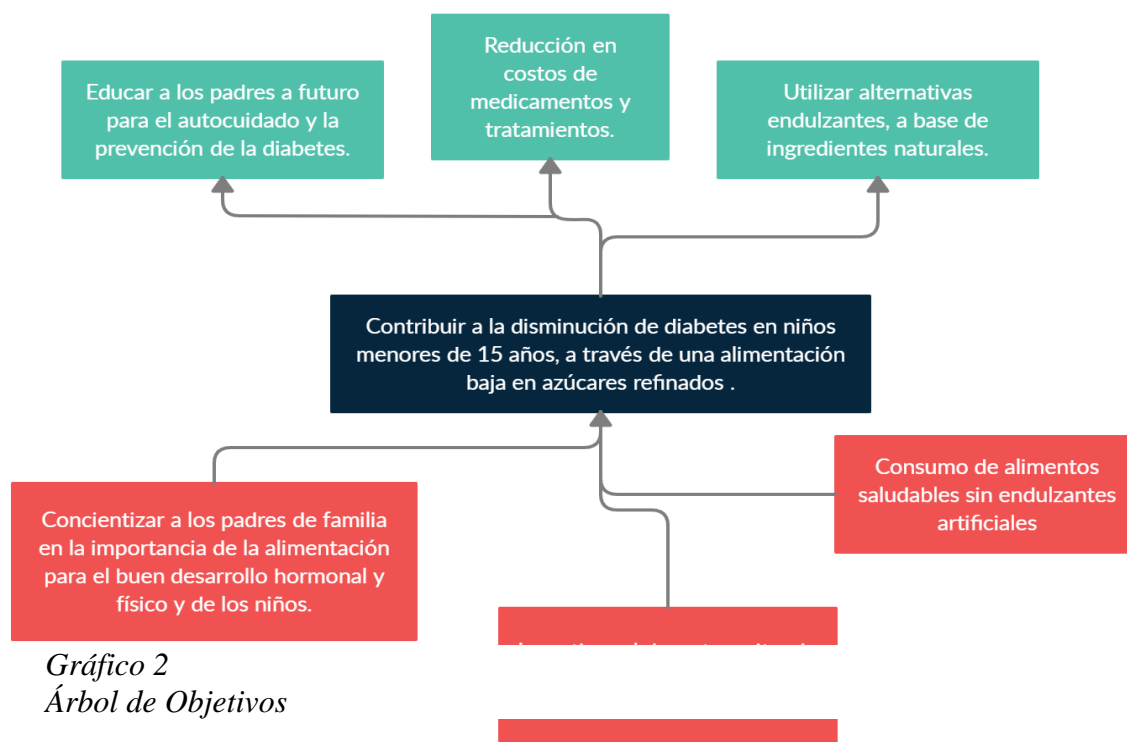 Reducción en
costos de
medicamentos y
tratamientos.
Educar a los padres a futuro
para el autocuidado y la
prevención de la diabetes.
Utilizar alternativas
endulzantes, a base de
ingredientes naturales.
Contribuir a la disminución de diabetes en niños
menores de 15 años, a través de una alimentación
baja en azúcares refinados .
Consumo de alimentos
saludables sin endulzantes
artificiales
Concientizar a los padres de familia
en la importancia de la alimentación
para el buen desarrollo hormonal y
físico y de los niños.
Gráfico 2
Árbol de Objetivos